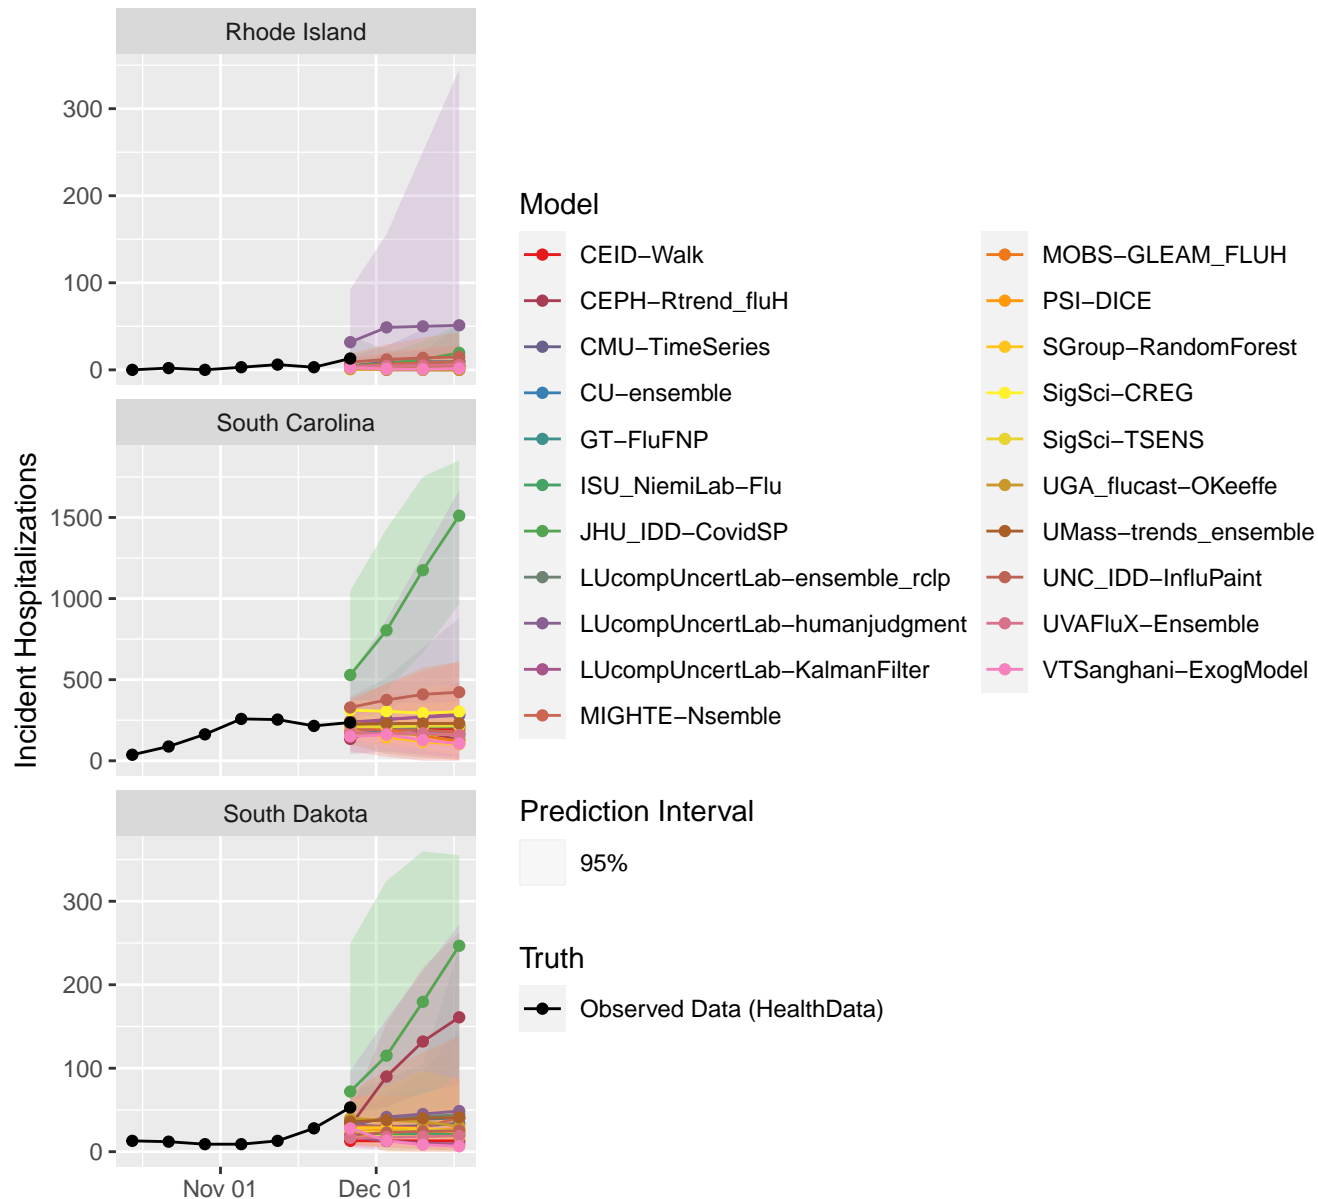 Rhode Island
300
200
100
0
South Carolina
1500
1000
500
0
South Dakota
300
200
100
0
Nov 01
Dec 01
Incident Hospitalizations
Model
CEID−Walk
CEPH−Rtrend_fluH
CMU−TimeSeries
CU−ensemble
GT−FluFNP
ISU_NiemiLab−Flu
JHU_IDD−CovidSP
LUcompUncertLab−ensemble_rclp
LUcompUncertLab−humanjudgment
LUcompUncertLab−KalmanFilter
MIGHTE−Nsemble
MOBS−GLEAM_FLUH
PSI−DICE
SGroup−RandomForest
SigSci−CREG
SigSci−TSENS
UGA_flucast−OKeeffe
UMass−trends_ensemble
UNC_IDD−InfluPaint
UVAFluX−Ensemble
VTSanghani−ExogModel
Prediction Interval
95%
Truth
Observed Data (HealthData)